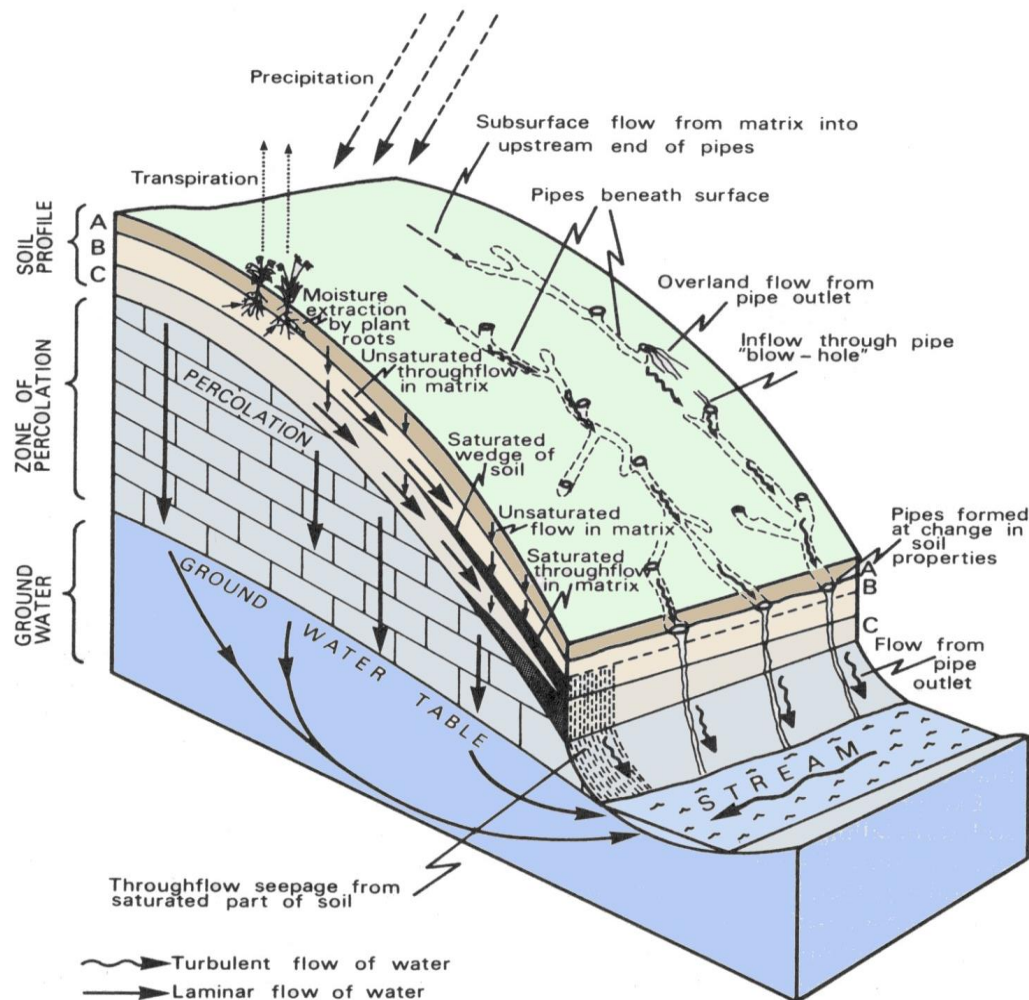 Precipitation
Subsurface flow from matrix into
upstream end of pipes
Transpiration
Pipes beneath surface
SOIL
PROFILE
A
B
C
Overland flow from
pipe outlet
Moisture
extraction
by plant
roots
Inflow through pipe
"blow-hole"
Unsaturated
throughflow
in matrix
ZONE OF
PERCOLATION
PERCOLATION
Saturated
wedge of
soil
Unsaturated
flow in matrix
Pipes formed
at change in
soil
properties
Saturated
throughflow
in matrix
A
B
C
GROUND
WATER
GROUND WATER TABLE
Flow from
pipe
outlet
STREAM
Throughflow seepage from
saturated part of soil
Turbulent flow of water
Laminar flow of water